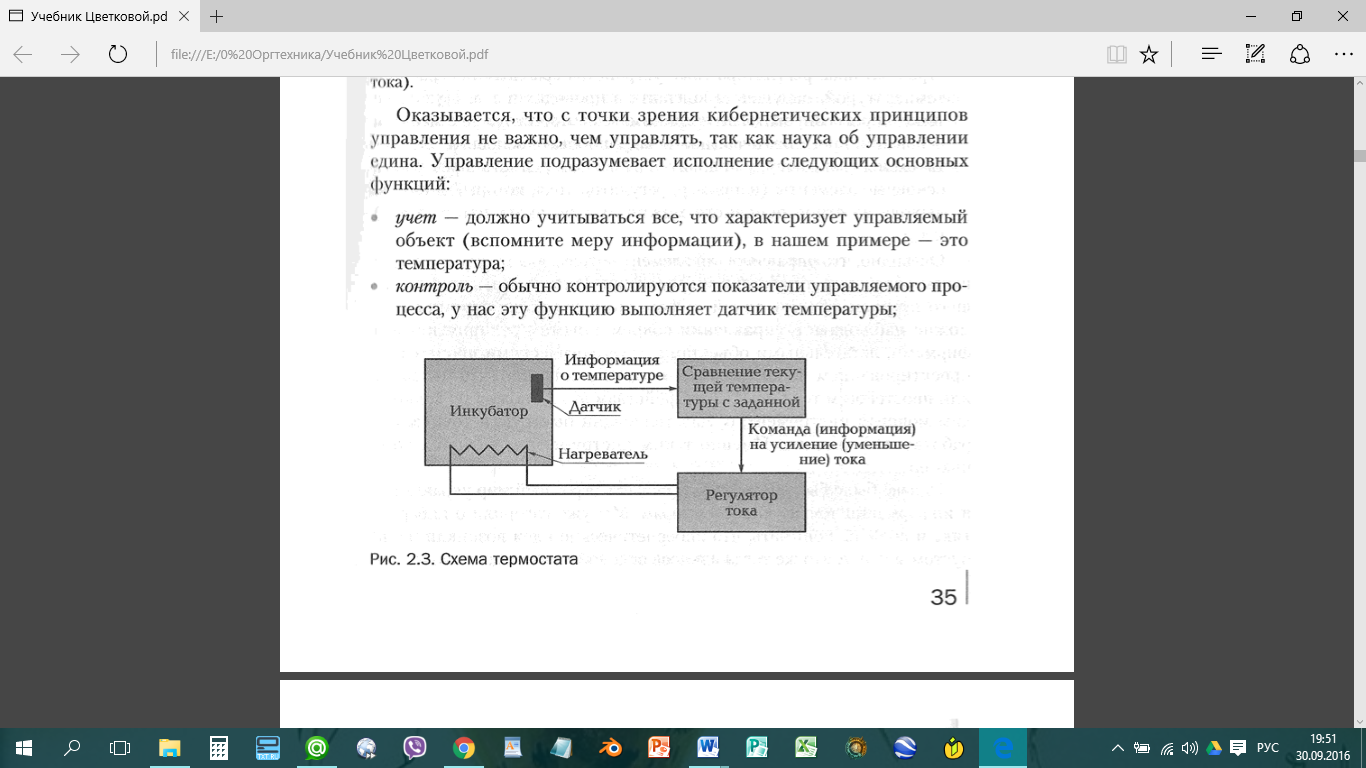 Учебник Цветковой.pd
file:///E:/0%20Оргтехника/Учебник%20Цветковой.pdf
тока).
Оказывается, что с точки зрения кибернетических принципов
управления не важно, чем управлять, так как наука об управлении
едина. Управление подразумевает исполнение следующих основных
функций:
• учет — должно учитываться все, что характеризует управляемый
объект (вспомните меру информации), в нашем примере — это
температура;
• контроль — обычно контролируются показатели управляемого про-
цесса, у нас эту функцию выполняет датчик температуры;
Информация
о температуре
Датчик
Инкубатор
Нагреватель
Сравнение теку-
щей темпера-
туры с заданной
Команда (информация)
на усиление (уменьше-
ние) тока
Регулятор
тока
Рис. 2.3. Схема термостата
35
РУС
19:51
30.09.2016